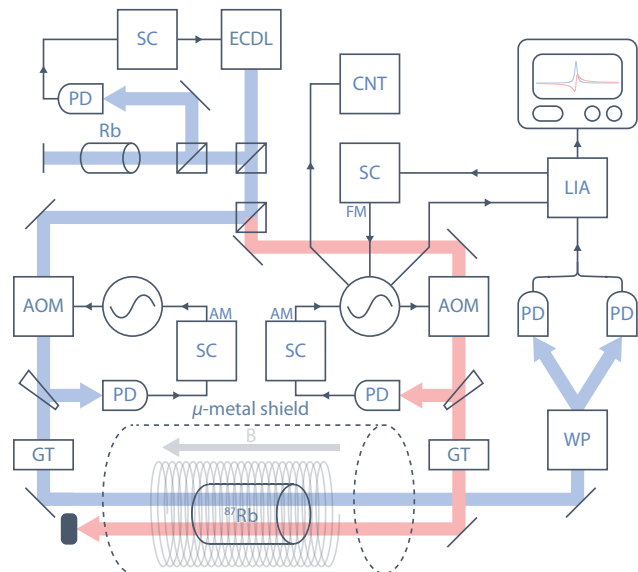 SC
ECDL
PD
CNT
Rb
SC
LIA
FM
AOM
AM
AM
AOM
PD
PD
SC
SC
PD
PD
μ-metal shield
B
GT
GT
WP
⁸⁷Rb